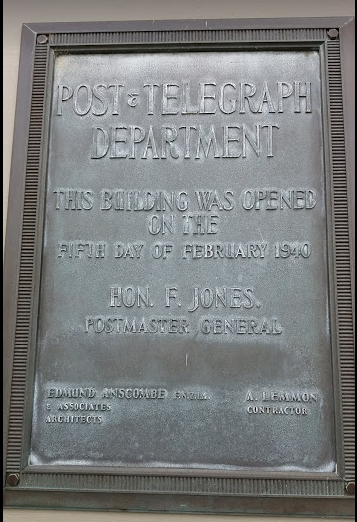 POST & TELEGRAPH
DEPARTMENT
THIS BUILDING WAS OPENED
ON THE
FIFTH DAY OF FEBRUARY 1940
HON. F. JONES.
POSTMASTER GENERAL
EDMUND ANSCOMBE F.N.Z.I.A.
& ASSOCIATES
ARCHITECTS
A. LEMMON
CONTRACTOR